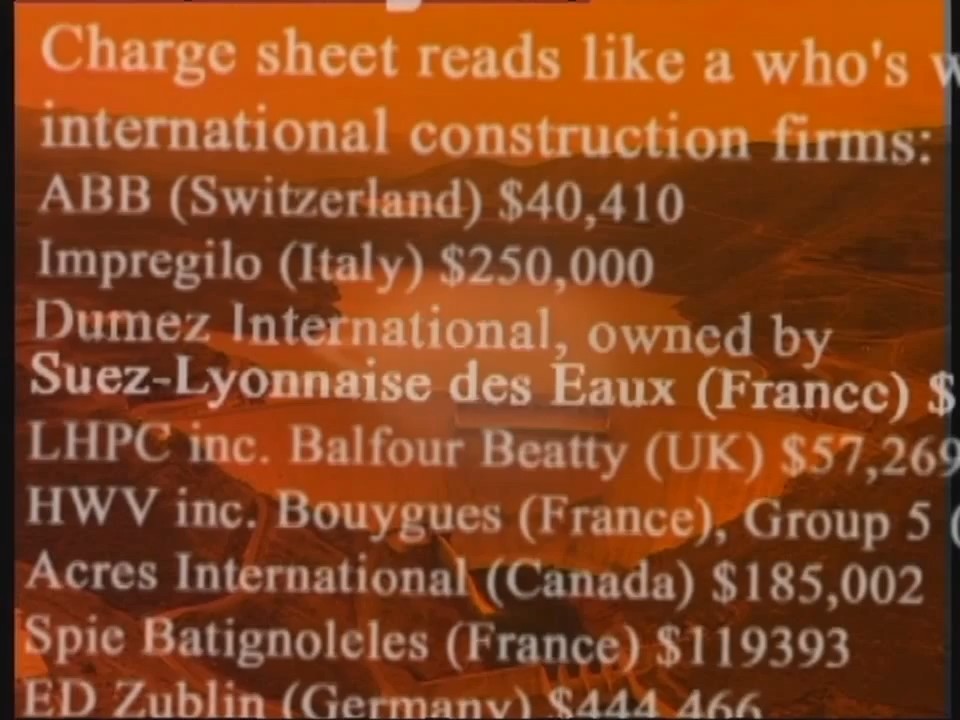 Charge sheet reads like a who's w
international construction firms:
ABB (Switzerland) $40,410
Impregilo (Italy) $250,000
Dumez International, owned by
Suez-Lyonnaise des Eaux (France) $
LHPC inc. Balfour Beatty (UK) $57,269
HWV inc. Bouygues (France), Group 5 (
Acres International (Canada) $185,002
Spie Batignolcles (France) $119393
ED Zublin (Germany) $444,466